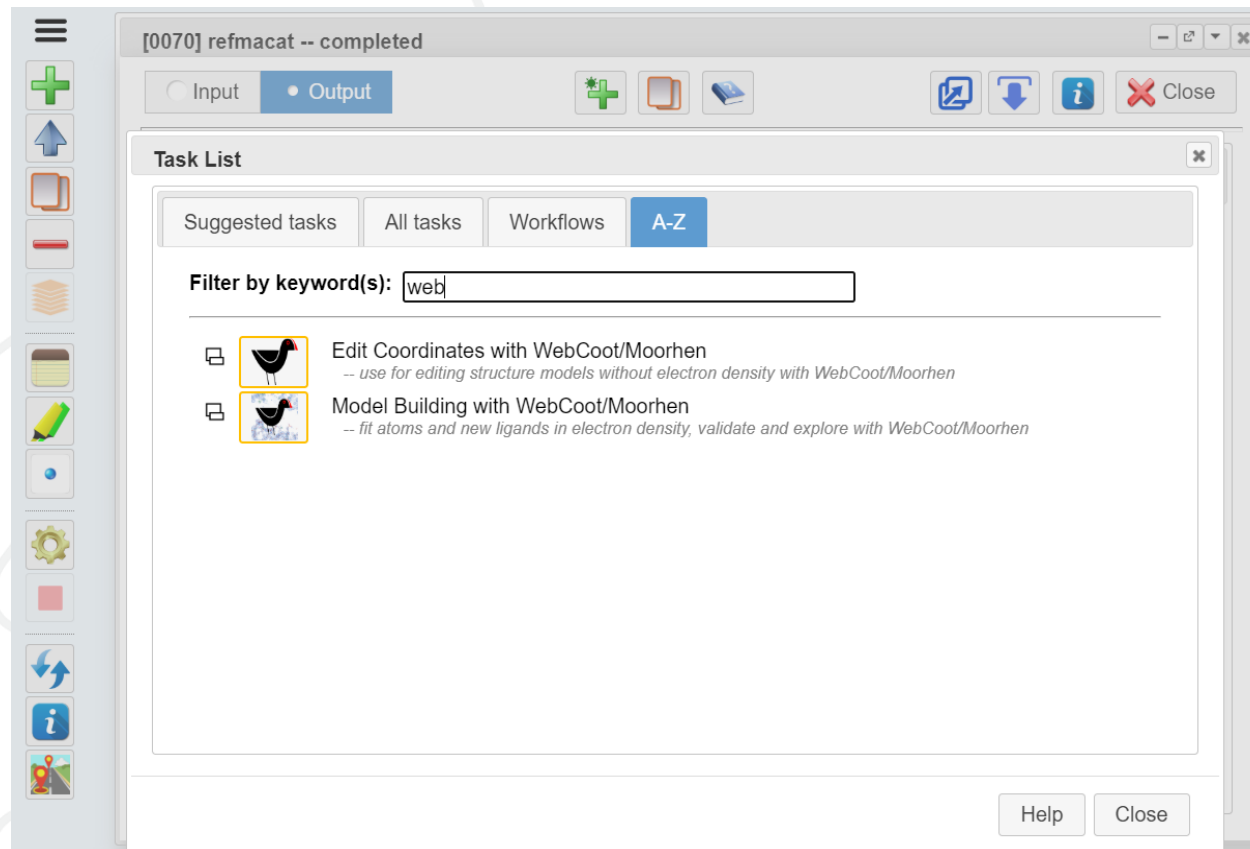 [0070] refmacat -- completed
Input Output Close
Task List
Suggested tasks All tasks Workflows A-Z
Filter by keyword(s): web
Edit Coordinates with WebCoot/Moorhen
-- use for editing structure models without electron density with WebCoot/Moorhen
Model Building with WebCoot/Moorhen
-- fit atoms and new ligands in electron density, validate and explore with WebCoot/Moorhen
Help Close